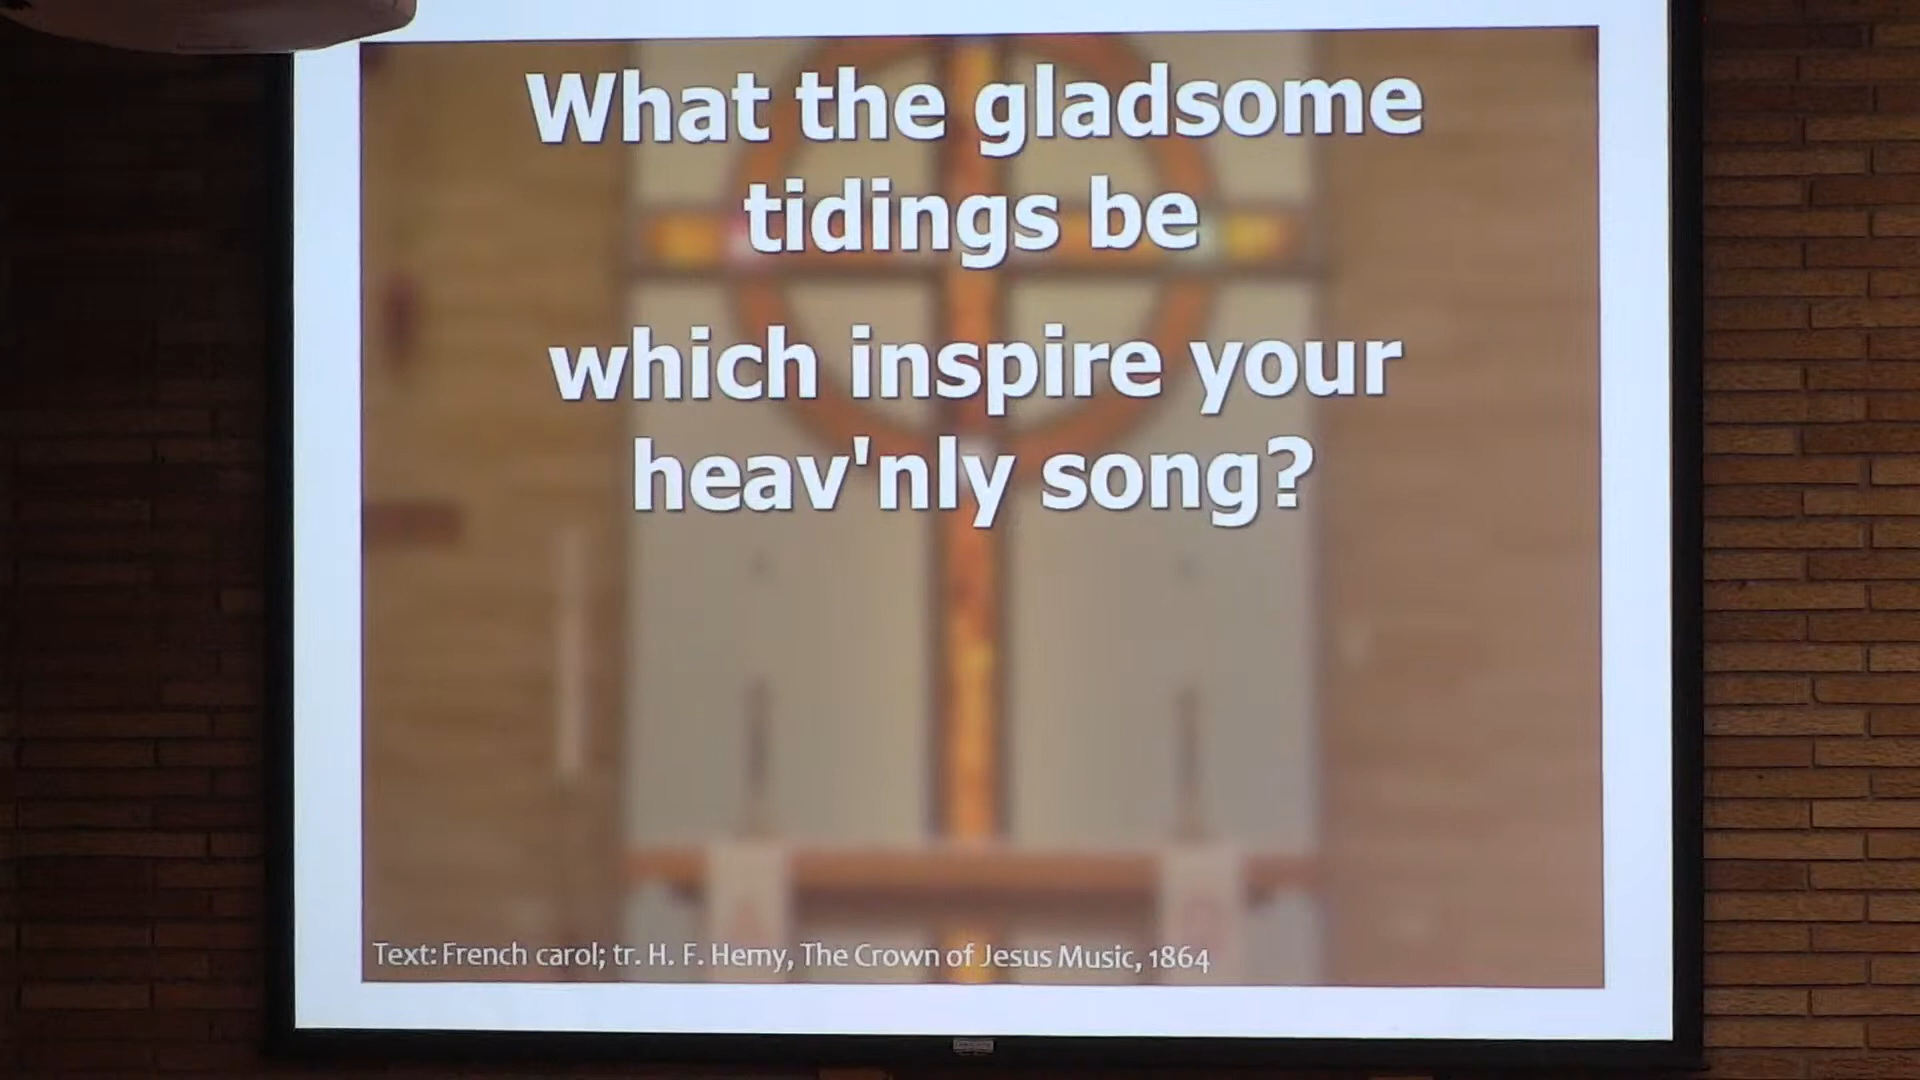 What the gladsome
tidings be
which inspire your
heav'nly song?
Text: French carol; tr. H. F. Hemy, The Crown of Jesus Music, 1864